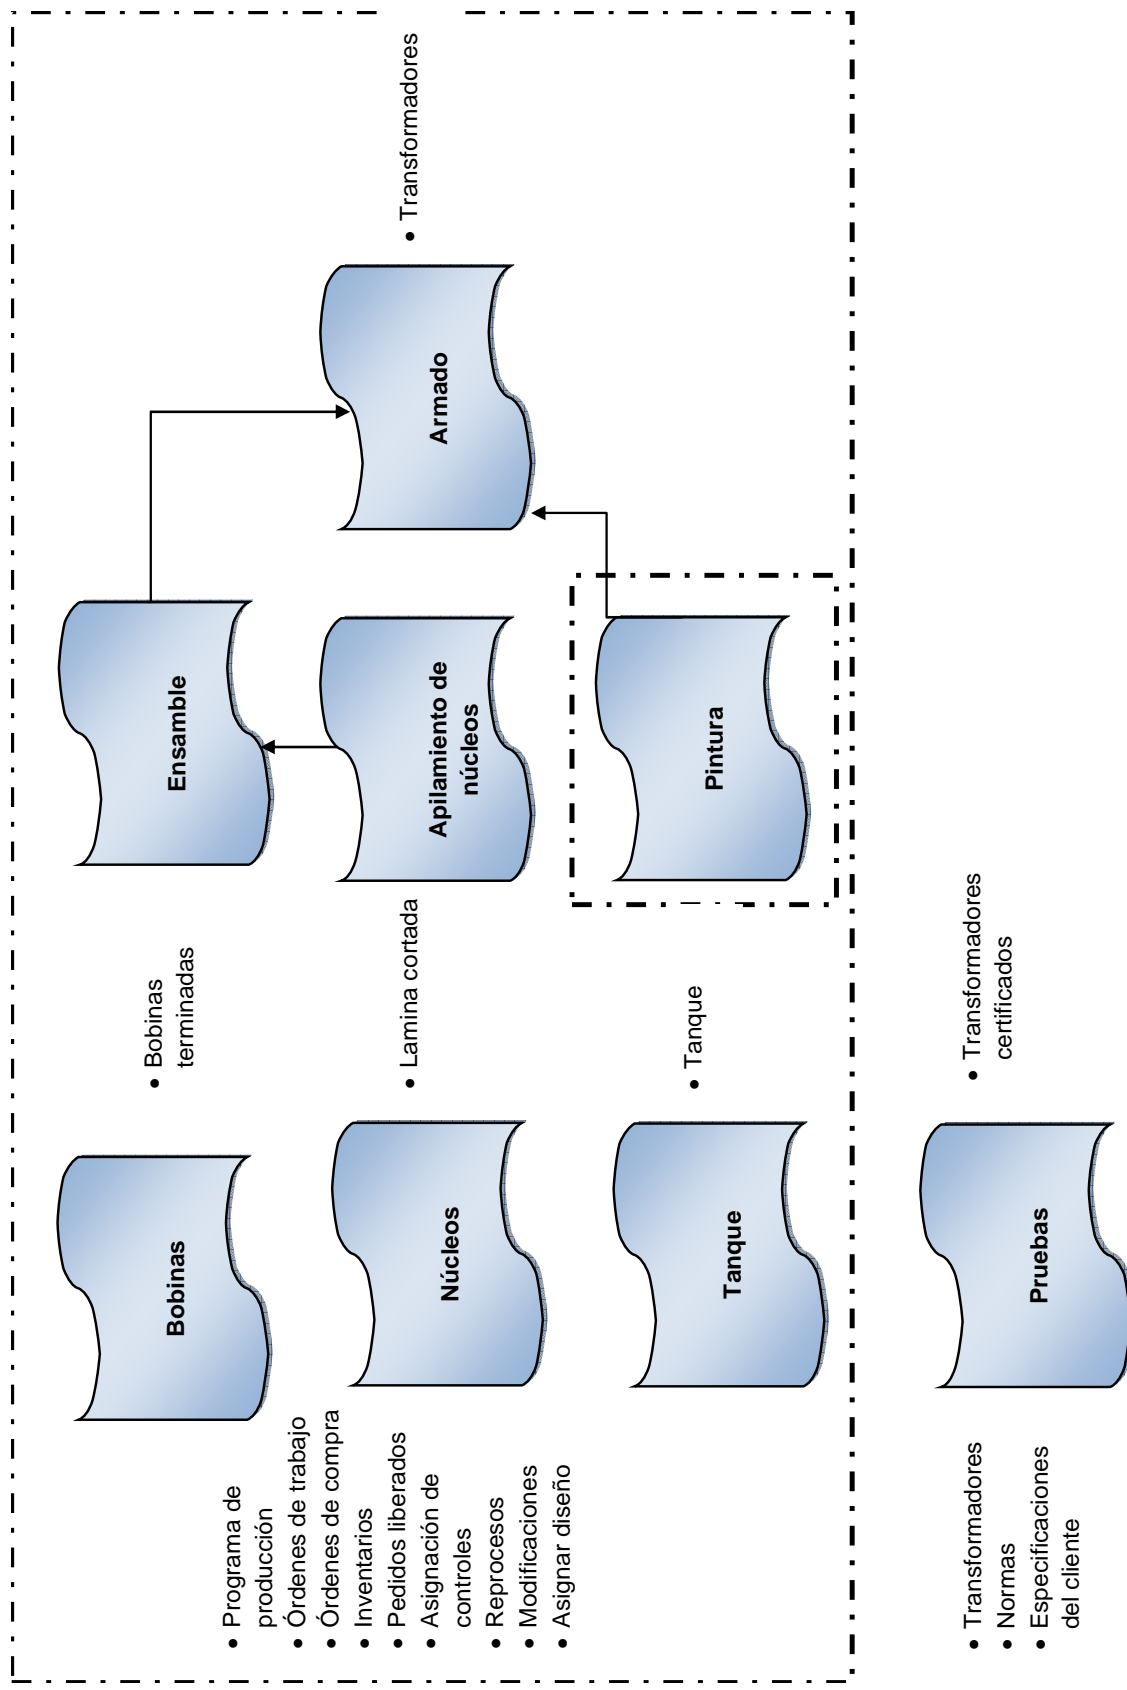 • Programa de
producción
• Órdenes de trabajo
• Órdenes de compra
• Inventarios
• Pedidos liberados
• Asignación de
controles
• Reprocesos
• Modificaciones
• Asignar diseño
Bobinas
• Bobinas
terminadas
Ensamble
Núcleos
• Lamina cortada
Apilamiento de
núcleos
Armado
• Transformadores
Tanque
• Tanque
Pintura
• Transformadores
• Normas
• Especificaciones
del cliente
Pruebas
• Transformadores
certificados